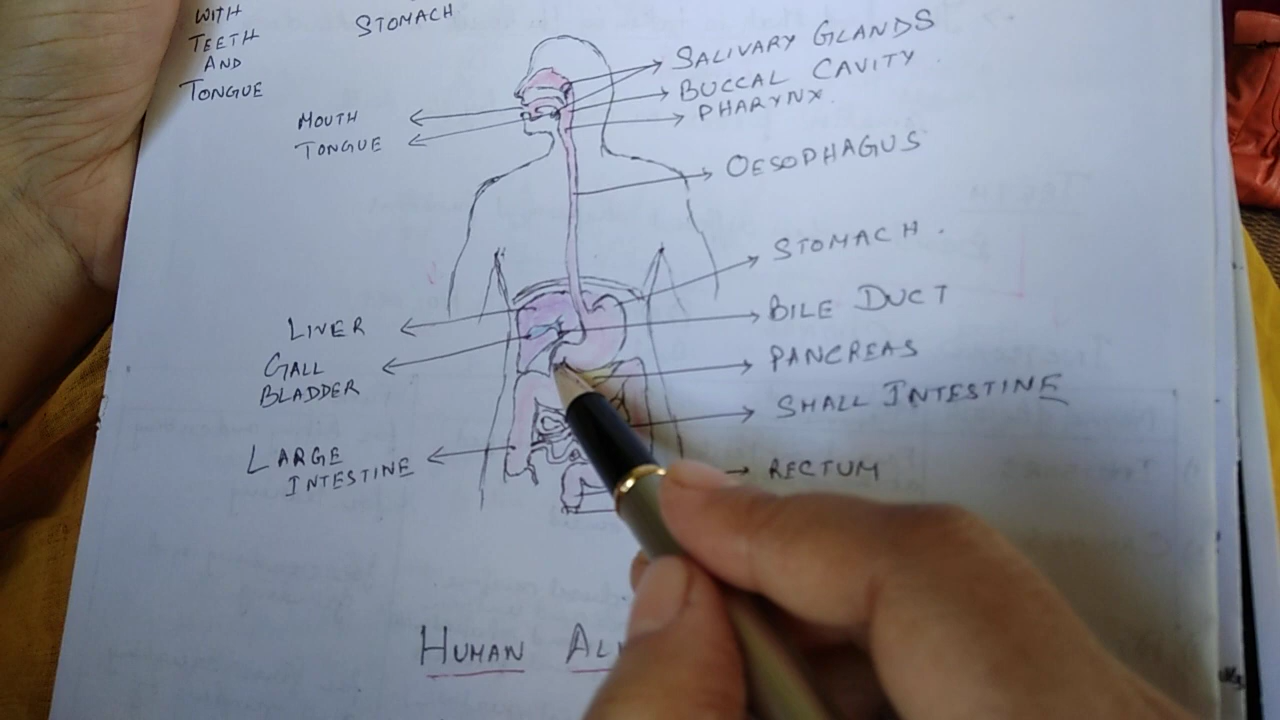 WITH
TEETH
AND
TONGUE
STOMACH
SALIVARY GLANDS
BUCCAL CAVITY
PHARYNX
MOUTH
TONGUE
OESOPHAGUS
STOMACH.
LIVER
BILE DUCT
GALL
BLADDER
PANCREAS
SMALL INTESTINE
LARGE
INTESTINE
RECTUM
HUMAN